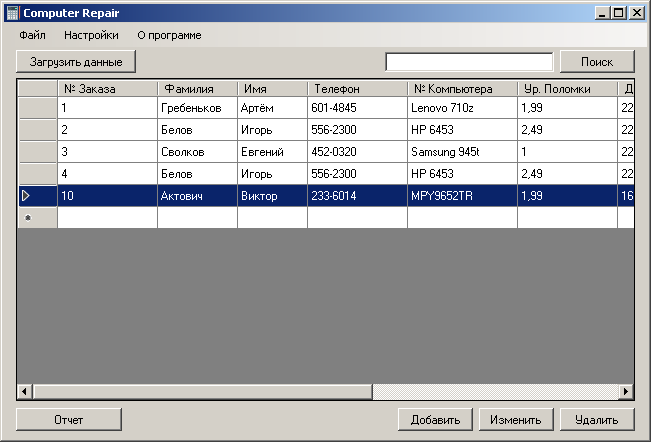 Computer Repair
Файл Настройки О программе
Загрузить данные Поиск
№ Заказа Фамилия Имя Телефон № Компьютера Ур. Поломки Д
1 Гребеньков Артём 601-4845 Lenovo 710z 1,99 22
2 Белов Игорь 556-2300 HP 6453 2,49 22
3 Сволков Евгений 452-0320 Samsung 945t 1 22
4 Белов Игорь 556-2300 HP 6453 2,49 22
10 Актович Виктор 233-6014 MPY9652TR 1,99 16
Отчет Добавить Изменить Удалить